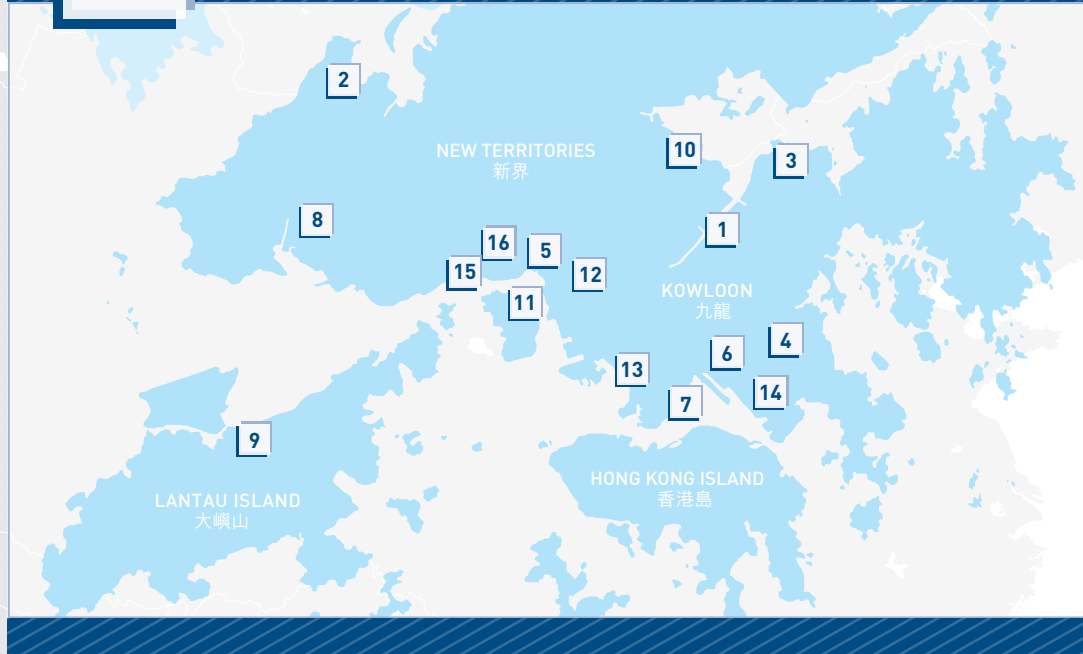 2
NEW TERRITORIES
新界
10
3
8
16
5
1
15
12
11
KOWLOON
九龍
4
6
13
14
7
9
HONG KONG ISLAND
香港島
LANTAU ISLAND
大嶼山